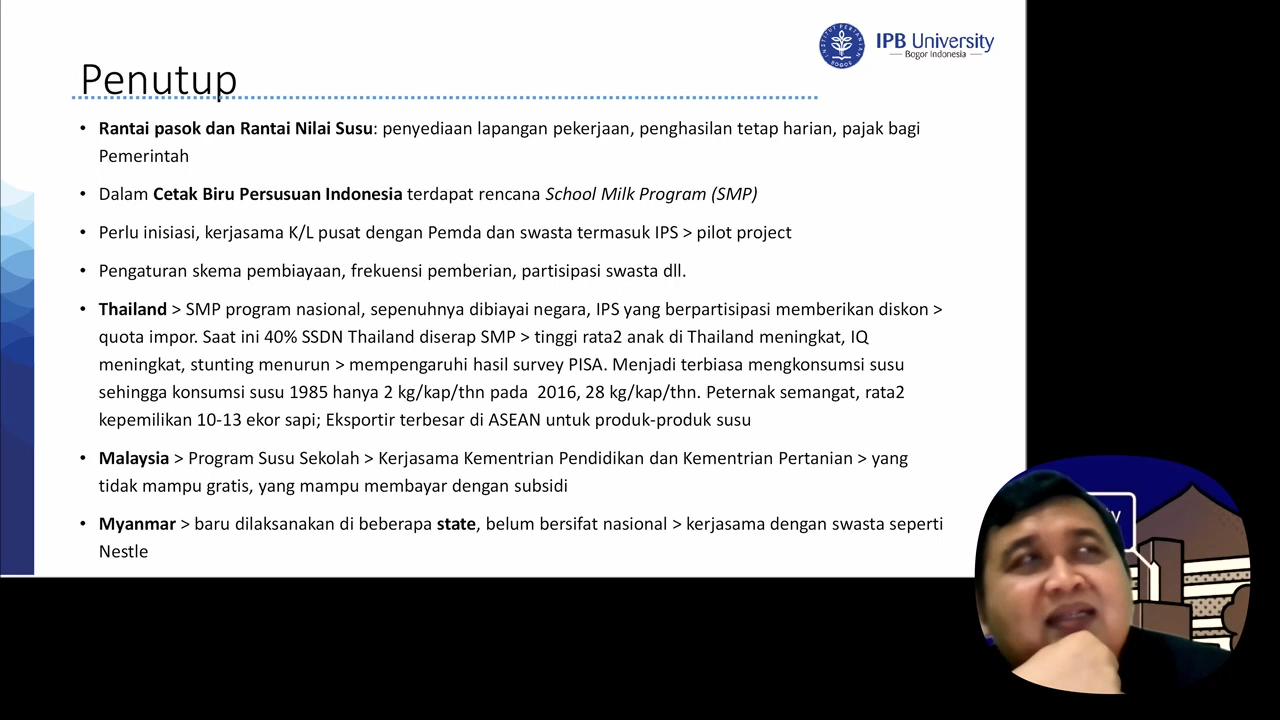 INSTITUT PERTANIAN BOGOR
IPB University
Bogor Indonesia
Penutup
• Rantai pasok dan Rantai Nilai Susu: penyediaan lapangan pekerjaan, penghasilan tetap harian, pajak bagi
Pemerintah
• Dalam Cetak Biru Persusuan Indonesia terdapat rencana School Milk Program (SMP)
• Perlu inisiasi, kerjasama K/L pusat dengan Pemda dan swasta termasuk IPS > pilot project
• Pengaturan skema pembiayaan, frekuensi pemberian, partisipasi swasta dll.
• Thailand > SMP program nasional, sepenuhnya dibiayai negara, IPS yang berpartisipasi memberikan diskon >
quota impor. Saat ini 40% SSDN Thailand diserap SMP > tinggi rata2 anak di Thailand meningkat, IQ
meningkat, stunting menurun > mempengaruhi hasil survey PISA. Menjadi terbiasa mengkonsumsi susu
sehingga konsumsi susu 1985 hanya 2 kg/kap/thn pada  2016, 28 kg/kap/thn. Peternak semangat, rata2
kepemilikan 10-13 ekor sapi; Eksportir terbesar di ASEAN untuk produk-produk susu
• Malaysia > Program Susu Sekolah > Kerjasama Kementrian Pendidikan dan Kementrian Pertanian > yang
tidak mampu gratis, yang mampu membayar dengan subsidi
• Myanmar > baru dilaksanakan di beberapa state, belum bersifat nasional > kerjasama dengan swasta seperti
Nestle